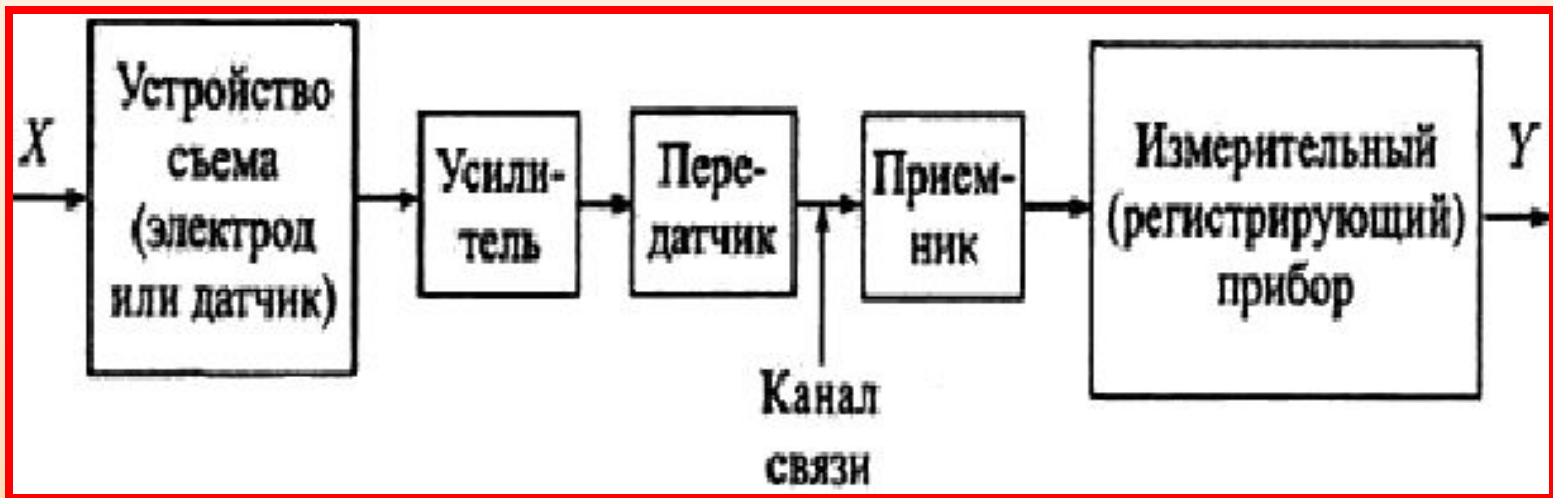 X
Устройство
съема
(электрод
или датчик)
Усили-
тель
Пере-
датчик
Канал
связи
Прием-
ник
Измерительный
(регистрирующий)
прибор
Y